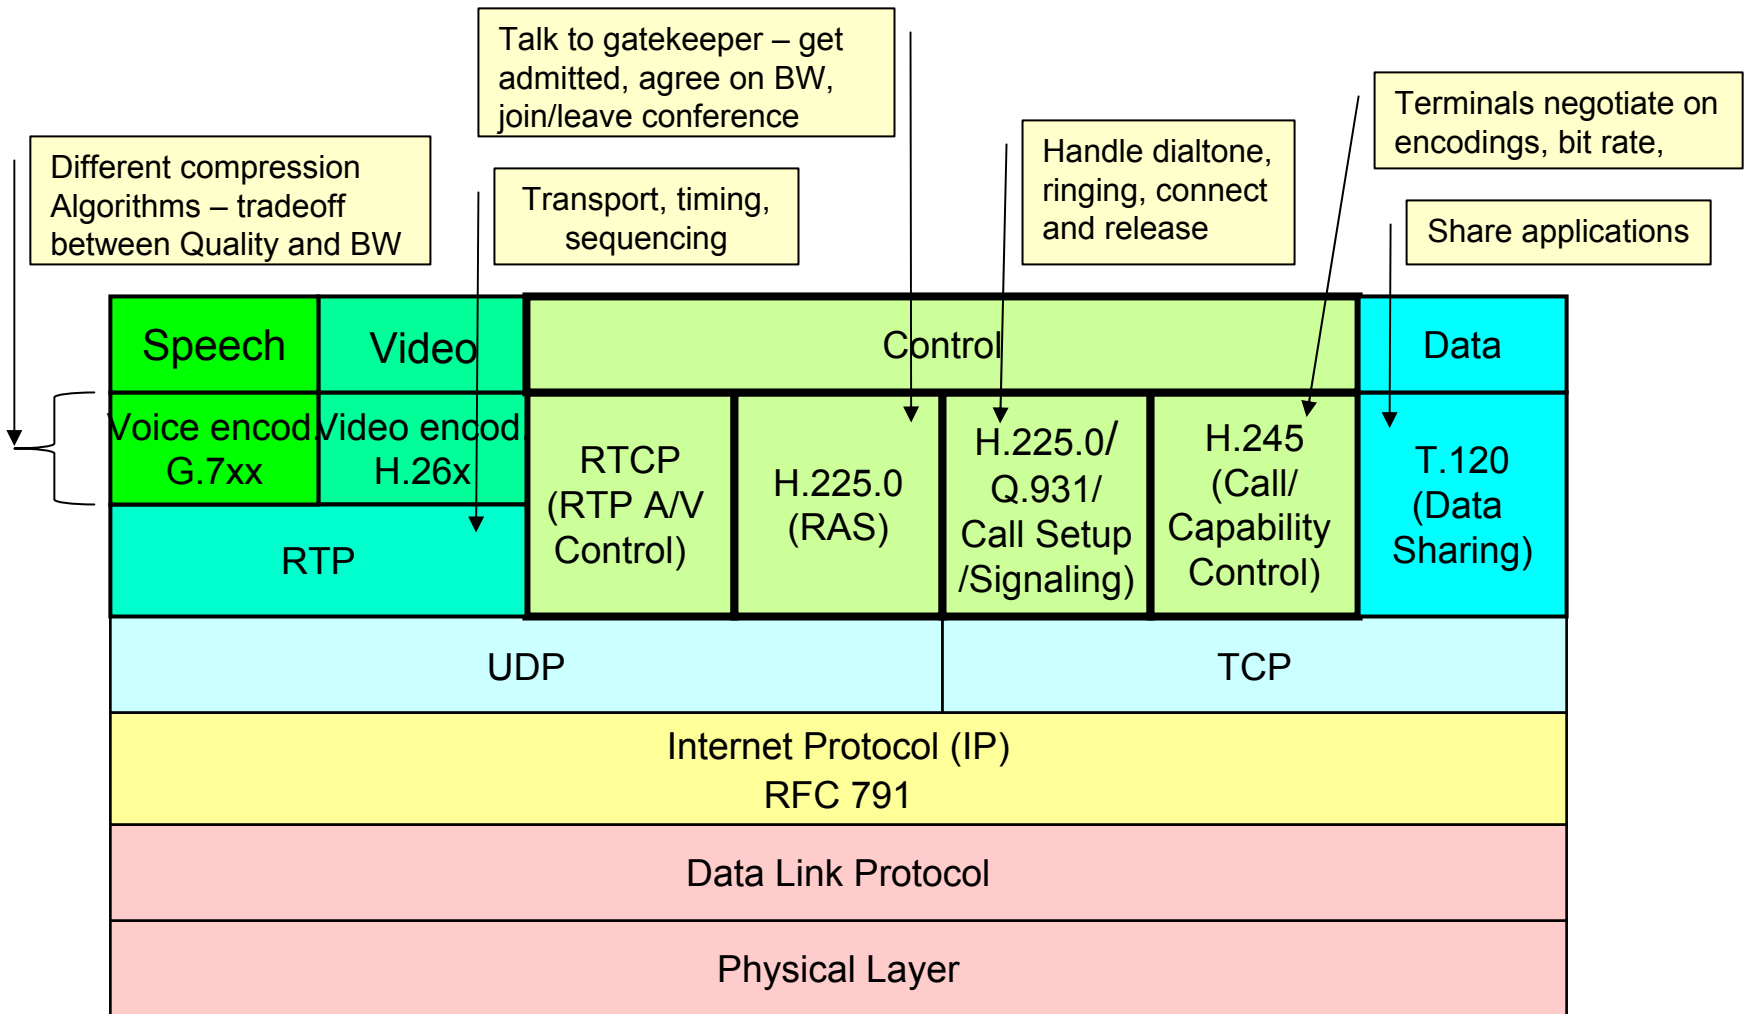 Talk to gatekeeper – get
admitted, agree on BW,
join/leave conference
Terminals negotiate on
encodings, bit rate,
Handle dialtone,
ringing, connect
and release
Different compression
Algorithms – tradeoff
between Quality and BW
Transport, timing,
sequencing
Share applications
Speech
Video
Control
Data
Voice encod.
G.7xx
Video encod.
H.26x
RTP
RTCP
(RTP A/V
Control)
H.225.0
(RAS)
H.225.0/
Q.931/
Call Setup
/Signaling)
H.245
(Call/
Capability
Control)
T.120
(Data
Sharing)
UDP
TCP
Internet Protocol (IP)
RFC 791
Data Link Protocol
Physical Layer